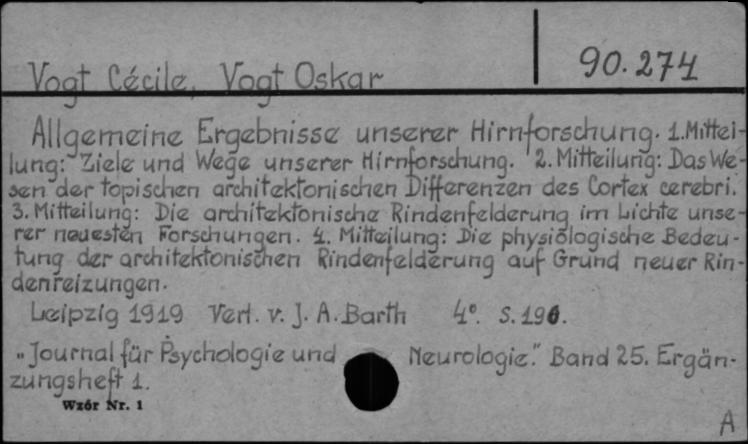 90.274
Vogt Cécile, Vogt Oskar
Allgemeine Ergebnisse unserer Hirnforschung. 1. Mittei-
lung: Ziele und Wege unserer Hirnforschung. 2. Mitteilung: Das We-
sen der topischen architektonischen Differenzen des Cortex cerebri.
3. Mitteilung: Die architektonische Rindenfelderung im Lichte unse-
rer neuesten Forschungen. 4. Mitteilung: Die physiologische Bedeu-
tung der architektonischen Rindenfelderung auf Grund neuer Rin-
denreizungen.
Leipzig 1919 Verl. v. J. A. Barth 4°. S. 196.
"Journal für Psychologie und Neurologie." Band 25. Ergän-
zungsheft 1.
Wzór Nr. 1
A